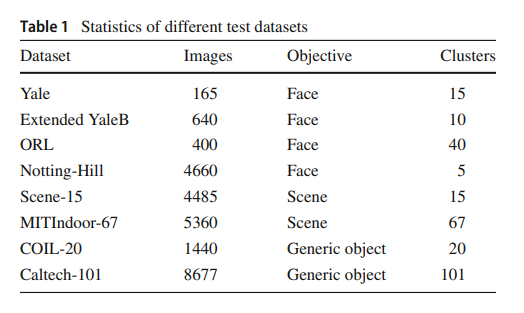 Table 1 Statistics of different test datasets
Dataset Images Objective Clusters
Yale 165 Face 15
Extended YaleB 640 Face 10
ORL 400 Face 40
Notting-Hill 4660 Face 5
Scene-15 4485 Scene 15
MITIndoor-67 5360 Scene 67
COIL-20 1440 Generic object 20
Caltech-101 8677 Generic object 101